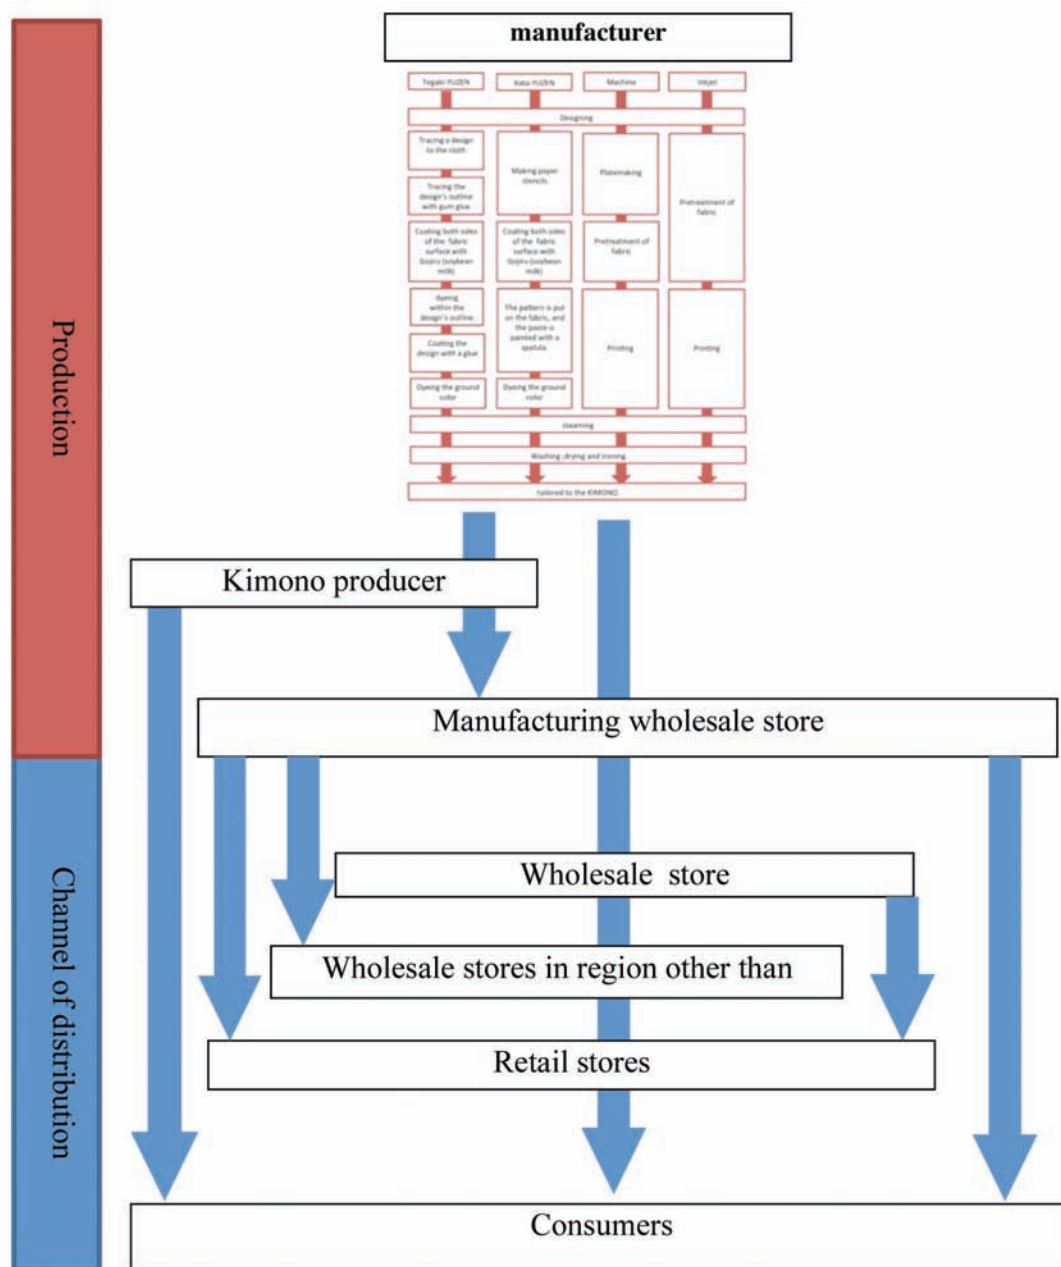 manufacturer
Tegaki YUZEN
Kata YUZEN
Machine
Inkjet
Designing
Tracing a design
to the cloth
Tracing the
design's outline
with gum glue
Coating both sides
of the fabric
surface with
Gojiru (soybean
milk)
dyeing
within the
design's outline
Coating the
design with a glue
Dyeing the ground
color
Making paper
stencils
Coating both sides
of the fabric
surface with
Gojiru (soybean
milk)
The pattern is put
on the fabric, and
the paste is
painted with a
spatula.
Dyeing the ground
color
Platemaking
Pretreatment of
fabric
Printing
Pretreatment of
fabric
Printing
steaming
Washing ,drying and ironing
tailored to the KIMONO
Production
Kimono producer
Manufacturing wholesale store
Channel of distribution
Wholesale store
Wholesale stores in region other than
Retail stores
Consumers